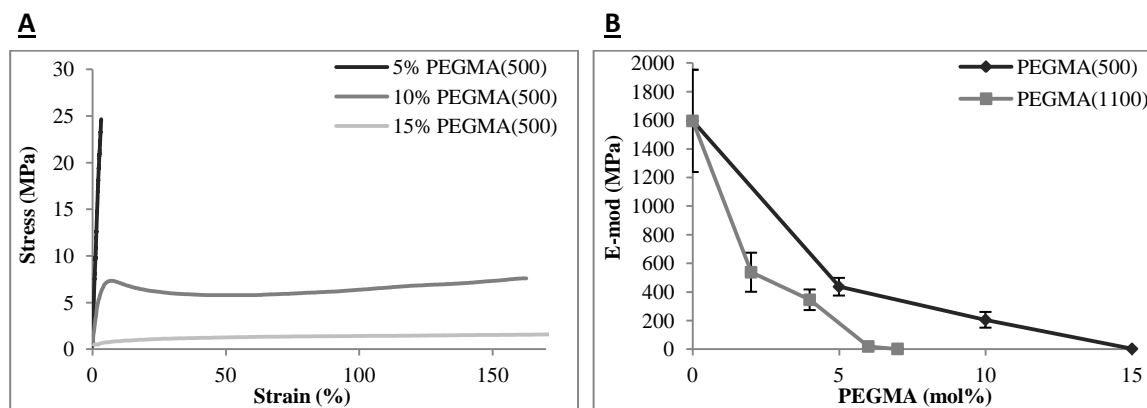 A
B
30
25
20
15
10
5
0
Stress (MPa)
5% PEGMA(500)
10% PEGMA(500)
15% PEGMA(500)
0 50 100 150
Strain (%)
2000
1800
1600
1400
1200
1000
800
600
400
200
0
E-mod (MPa)
PEGMA(500)
PEGMA(1100)
0 5 10 15
PEGMA (mol%)